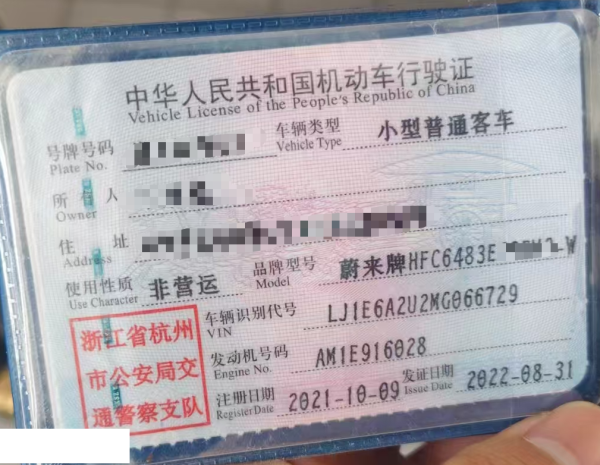 中华人民共和国机动车行驶证
Vehicle License of the People's Republic of China
号牌号码
Plate No.
车辆类型
Vehicle Type
小型普通客车
所有人
Owner
住址
Address
使用性质
Use Character
非营运
品牌型号
Model
蔚来牌HFC6483E
W
浙江省杭州
市公安局交
通警察支队
车辆识别代号
VIN
LJ1E6A2U2MG066729
发动机号码
Engine No.
AM1E916028
注册日期
Register Date
2021-10-09
发证日期
Issue Date
2022-08-31